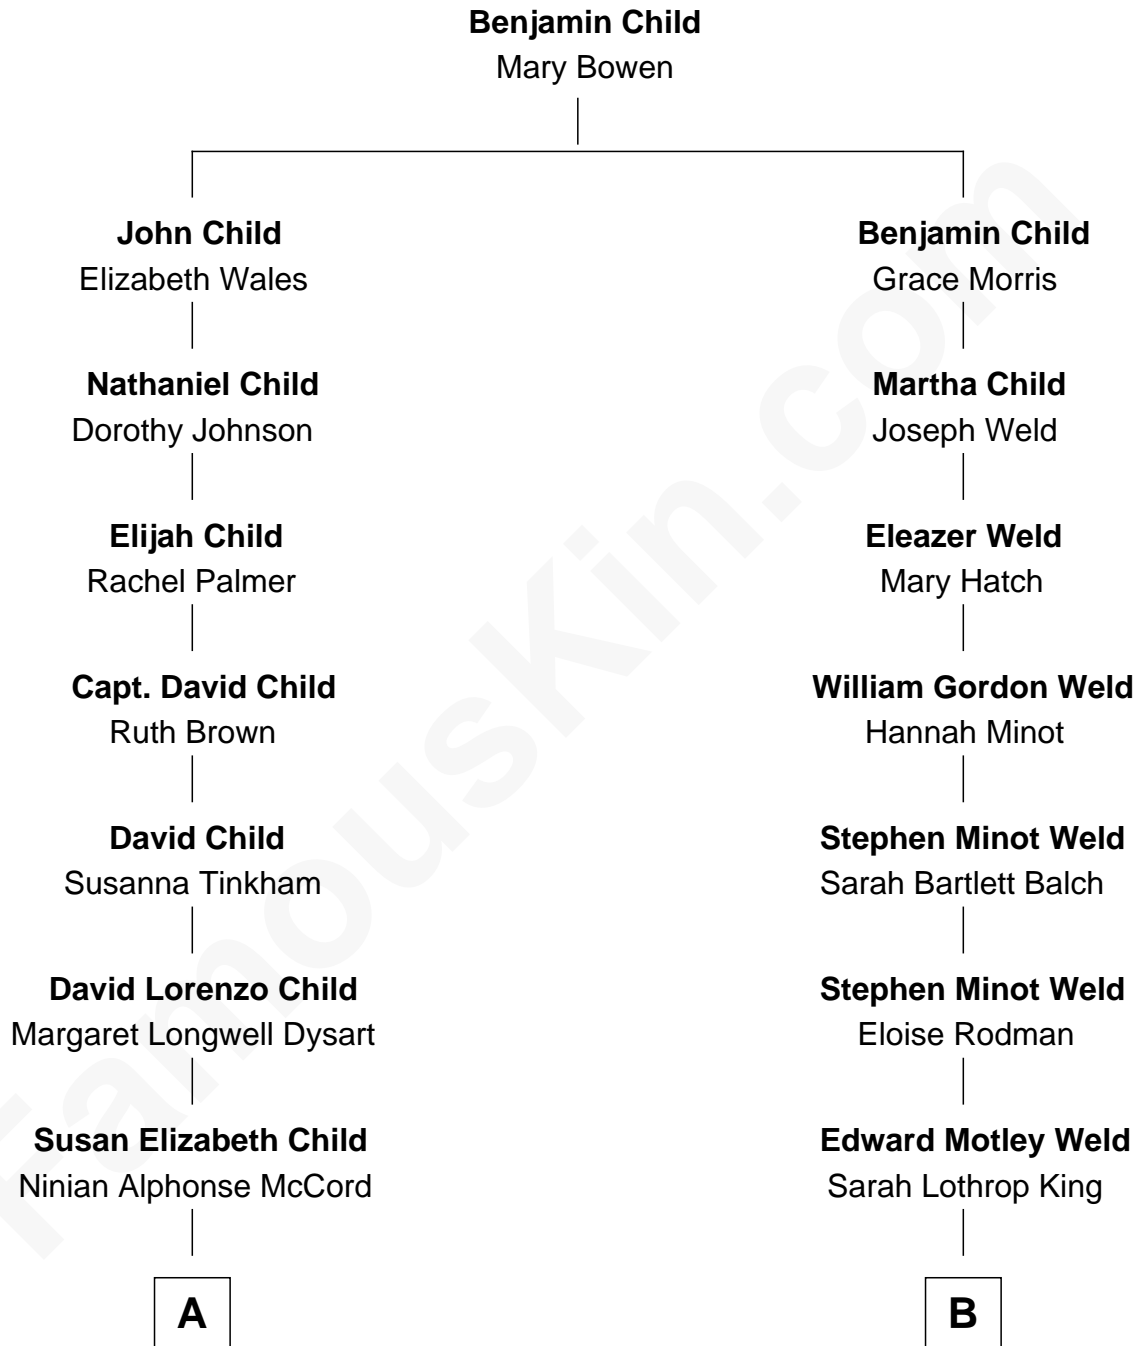 Benjamin Child
Mary Bowen
John Child
Elizabeth Wales
Nathaniel Child
Dorothy Johnson
Elijah Child
Rachel Palmer
Capt. David Child
Ruth Brown
David Child
Susanna Tinkham
David Lorenzo Child
Margaret Longwell Dysart
Susan Elizabeth Child
Ninian Alphonse McCord
A
Benjamin Child
Grace Morris
Martha Child
Joseph Weld
Eleazer Weld
Mary Hatch
William Gordon Weld
Hannah Minot
Stephen Minot Weld
Sarah Bartlett Balch
Stephen Minot Weld
Eloise Rodman
Edward Motley Weld
Sarah Lothrop King
B
FamousKin.com